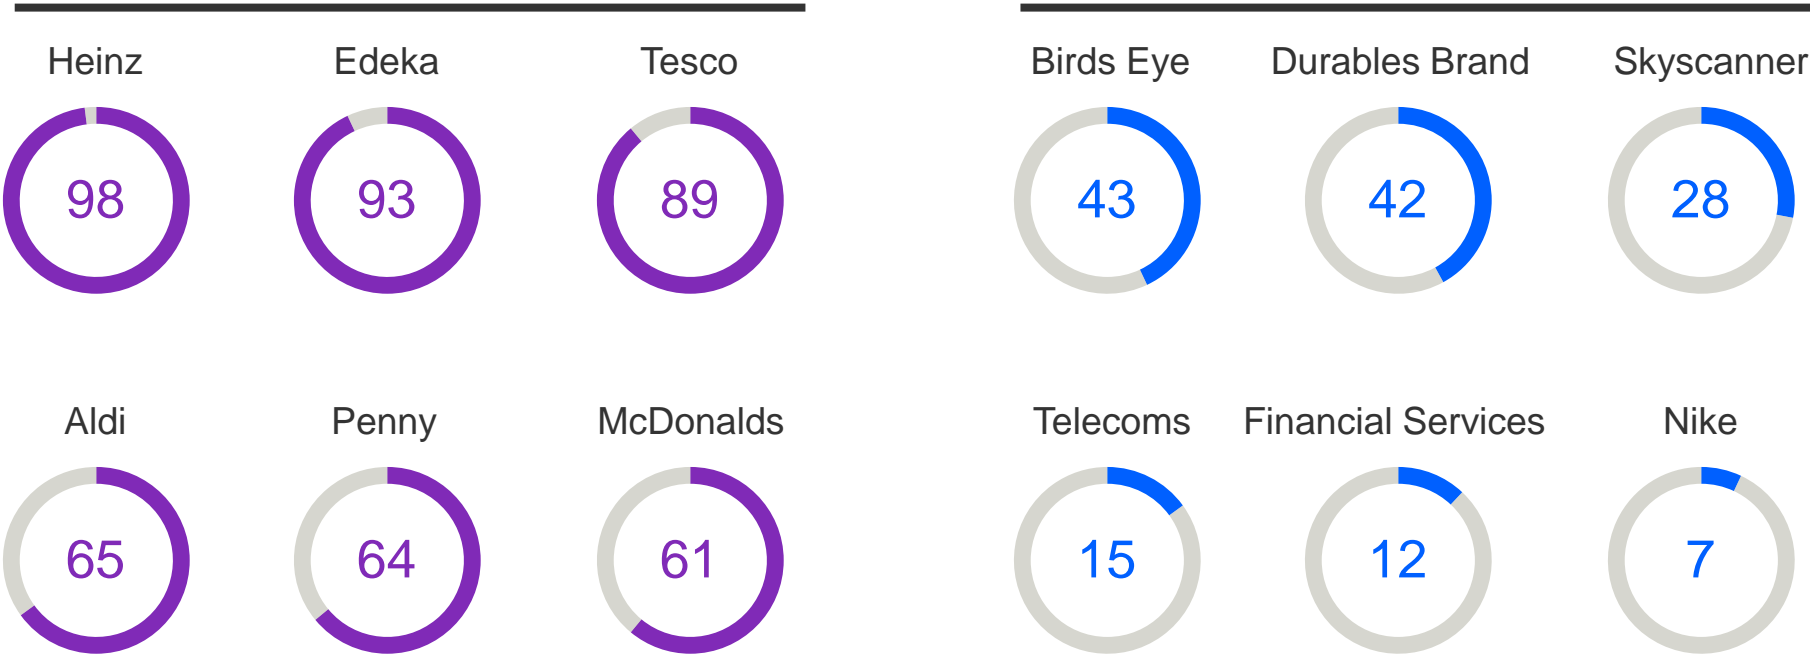 Heinz Edeka Tesco Birds Eye Durables Brand Skyscanner
98 93 89 43 42 28
Aldi Penny McDonalds Telecoms Financial Services Nike
65 64 61 15 12 7